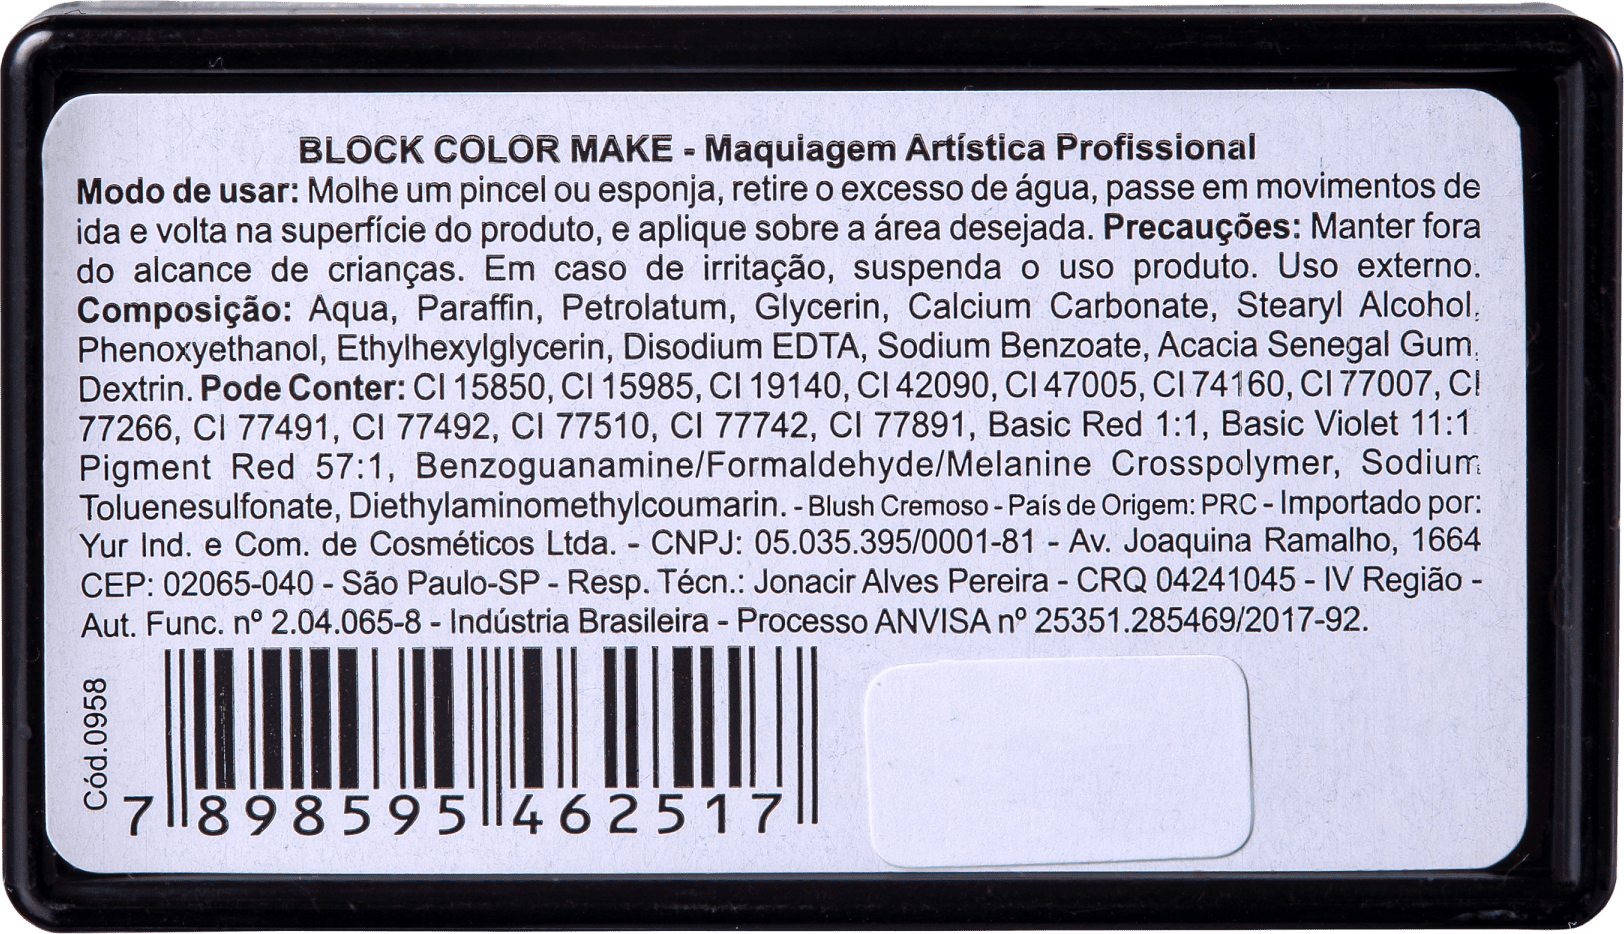 BLOCK COLOR MAKE - Maquiagem Artística Profissional
Modo de usar: Molhe um pincel ou esponja, retire o excesso de água, passe em movimentos de
ida e volta na superfície do produto, e aplique sobre a área desejada. Precauções: Manter fora
do alcance de crianças. Em caso de irritação, suspenda o uso produto. Uso externo.
Composição: Aqua, Paraffin, Petrolatum, Glycerin, Calcium Carbonate, Stearyl Alcohol,
Phenoxyethanol, Ethylhexylglycerin, Disodium EDTA, Sodium Benzoate, Acacia Senegal Gum,
Dextrin. Pode Conter: CI 15850, CI 15985, CI 19140, CI 42090, CI 47005, CI 74160, CI 77007, CI
77266, CI 77491, CI 77492, CI 77510, CI 77742, CI 77891, Basic Red 1:1, Basic Violet 11:1
Pigment Red 57:1, Benzoguanamine/Formaldehyde/Melanine Crosspolymer, Sodium
Toluenesulfonate, Diethylaminomethylcoumarin. - Blush Cremoso - País de Origem: PRC - Importado por:
Yur Ind. e Com. de Cosméticos Ltda. - CNPJ: 05.035.395/0001-81 - Av. Joaquina Ramalho, 1664
CEP: 02065-040 - São Paulo-SP - Resp. Técn.: Jonacir Alves Pereira - CRQ 04241045 - IV Região -
Aut. Func. nº 2.04.065-8 - Indústria Brasileira - Processo ANVISA nº 25351.285469/2017-92.
Cód.0958
7 898595 462517